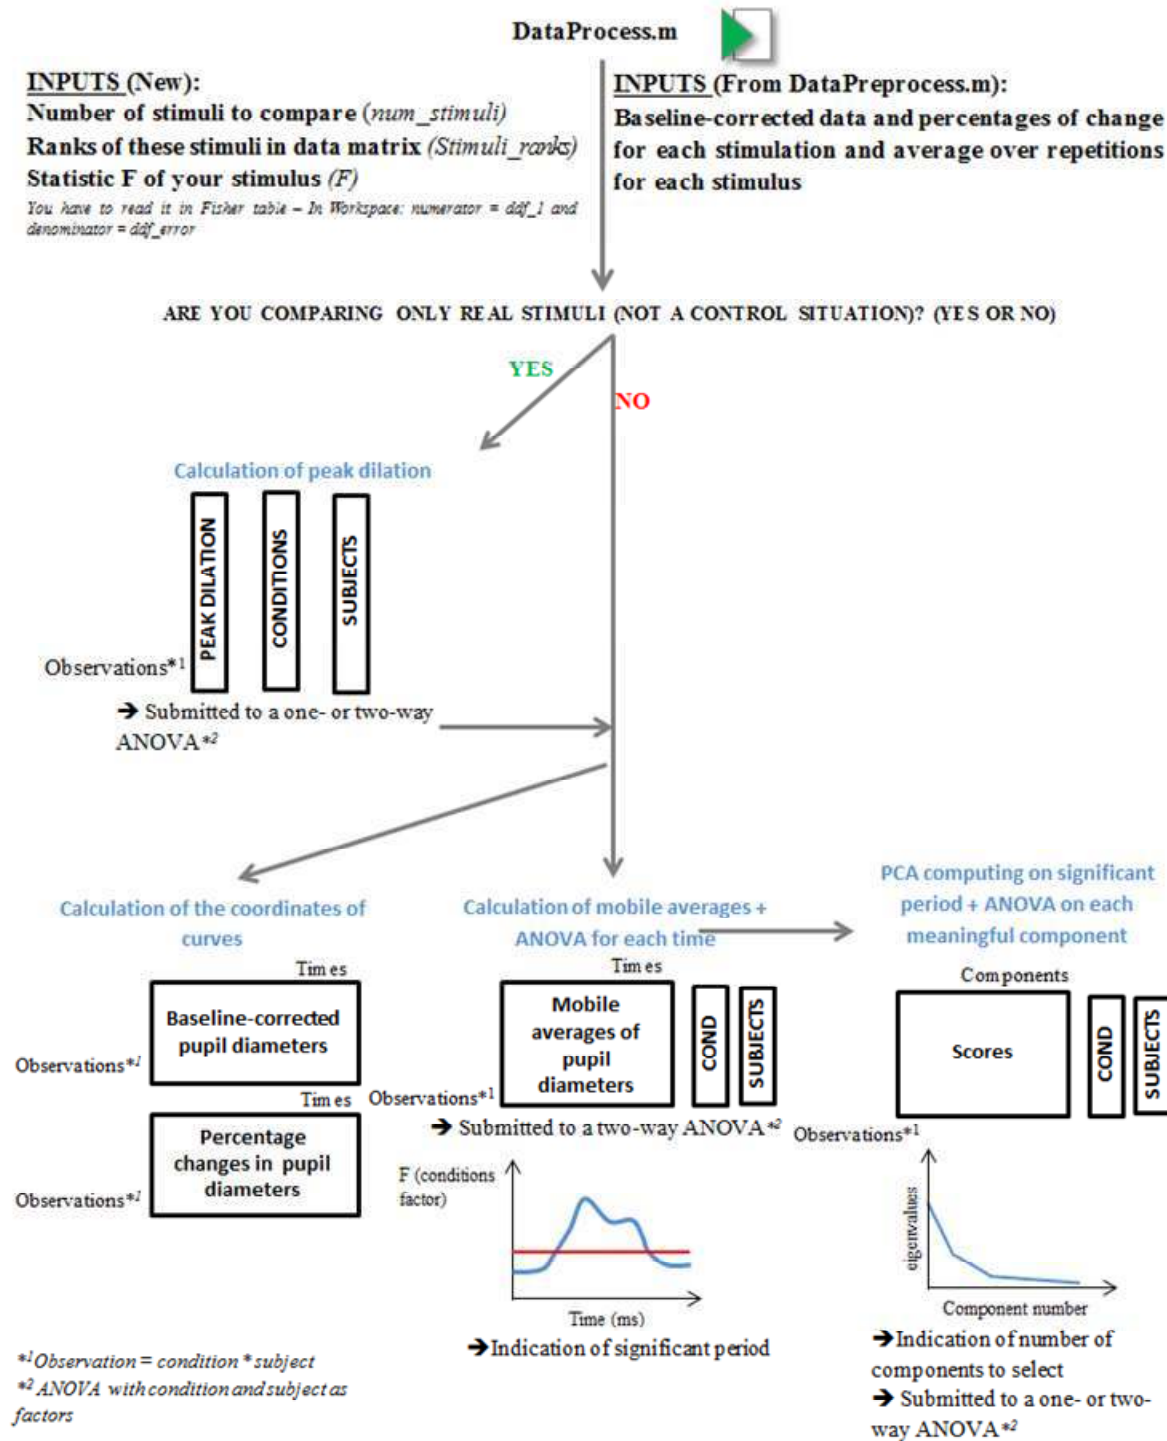 DataProcess.m
INPUTS (New):
Number of stimuli to compare (num_stimuli)
Ranks of these stimuli in data matrix (Stimuli_ranks)
Statistic F of your stimulus (F)
You have to read it in Fisher table – In Workspace: numerator = ddf_1 and
denominator = ddf_error
INPUTS (From DataPreprocess.m):
Baseline-corrected data and percentages of change
for each stimulation and average over repetitions
for each stimulus
ARE YOU COMPARING ONLY REAL STIMULI (NOT A CONTROL SITUATION)? (YES OR NO)
YES
NO
Calculation of peak dilation
PEAK DILATION
CONDITIONS
SUBJECTS
Observations*1
➔ Submitted to a one- or two-way
ANOVA*2
Calculation of the coordinates of
curves
Times
Baseline-corrected
pupil diameters
Observations*1
Times
Percentage
changes in pupil
diameters
Observations*1
Calculation of mobile averages +
ANOVA for each time
Times
Mobile
averages of
pupil
diameters
COND
SUBJECTS
Observations*1
➔ Submitted to a two-way ANOVA*2
F (conditions
factor)
Time (ms)
➔Indication of significant period
PCA computing on significant
period + ANOVA on each
meaningful component
Components
Scores
COND
SUBJECTS
Observations*1
eigenvalues
Component number
➔Indication of number of
components to select
➔ Submitted to a one- or two-
way ANOVA*2
*1Observation = condition * subject
*2 ANOVA with condition and subject as
factors